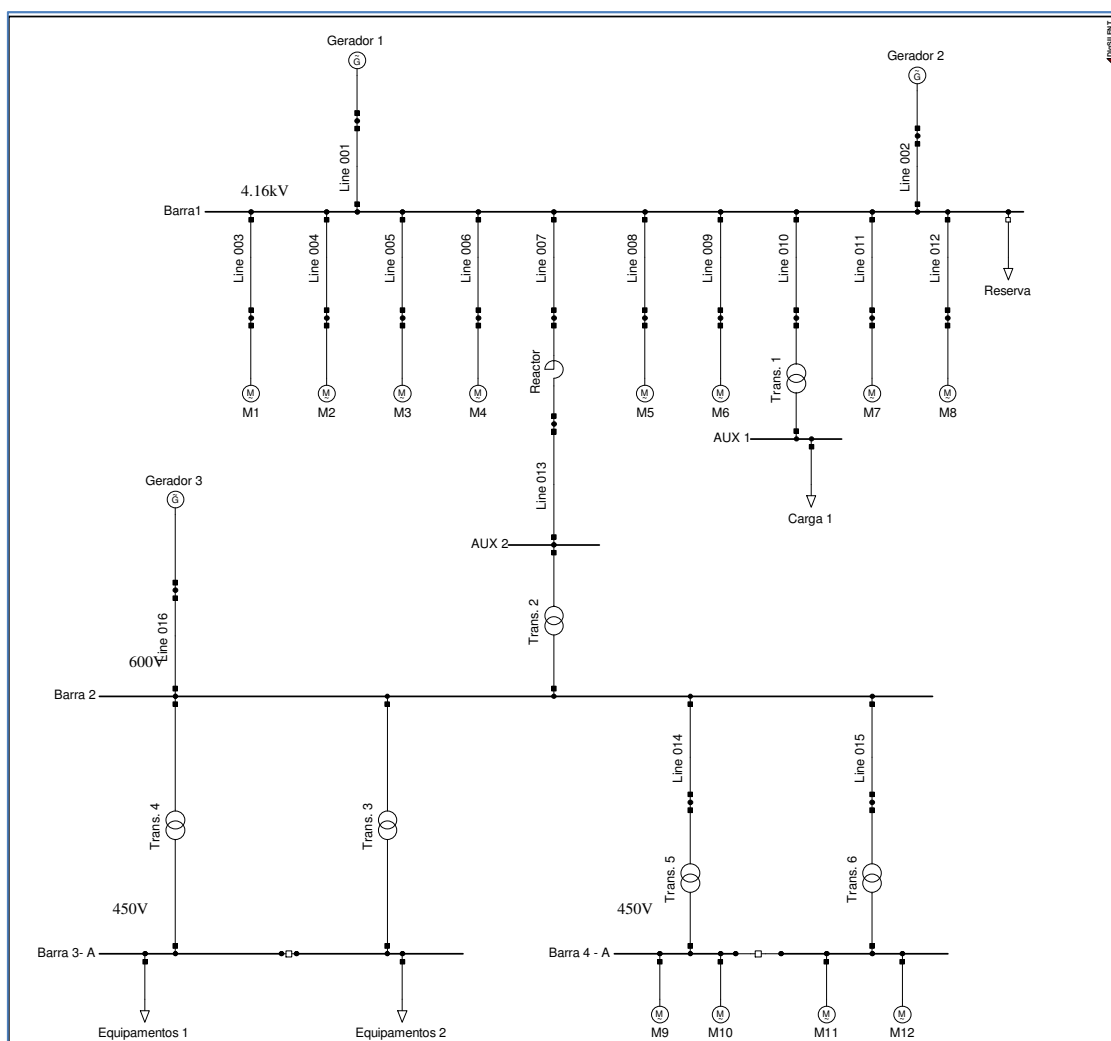 Gerador 1
Gerador 2
DIgSILENT
Line 001
Line 002
4.16kV
Barra1
Line 003
Line 004
Line 005
Line 006
Line 007
Line 008
Line 009
Line 010
Line 011
Line 012
Reserva
Reactor
Trans. 1
M1
M2
M3
M4
M5
M6
M7
M8
AUX 1
Gerador 3
Line 013
Carga 1
AUX 2
Line 016
Trans. 2
600V
Barra 2
Line 014
Line 015
Trans. 4
Trans. 3
Trans. 5
Trans. 6
450V
450V
Barra 3- A
Barra 4 - A
Equipamentos 1
Equipamentos 2
M9
M10
M11
M12